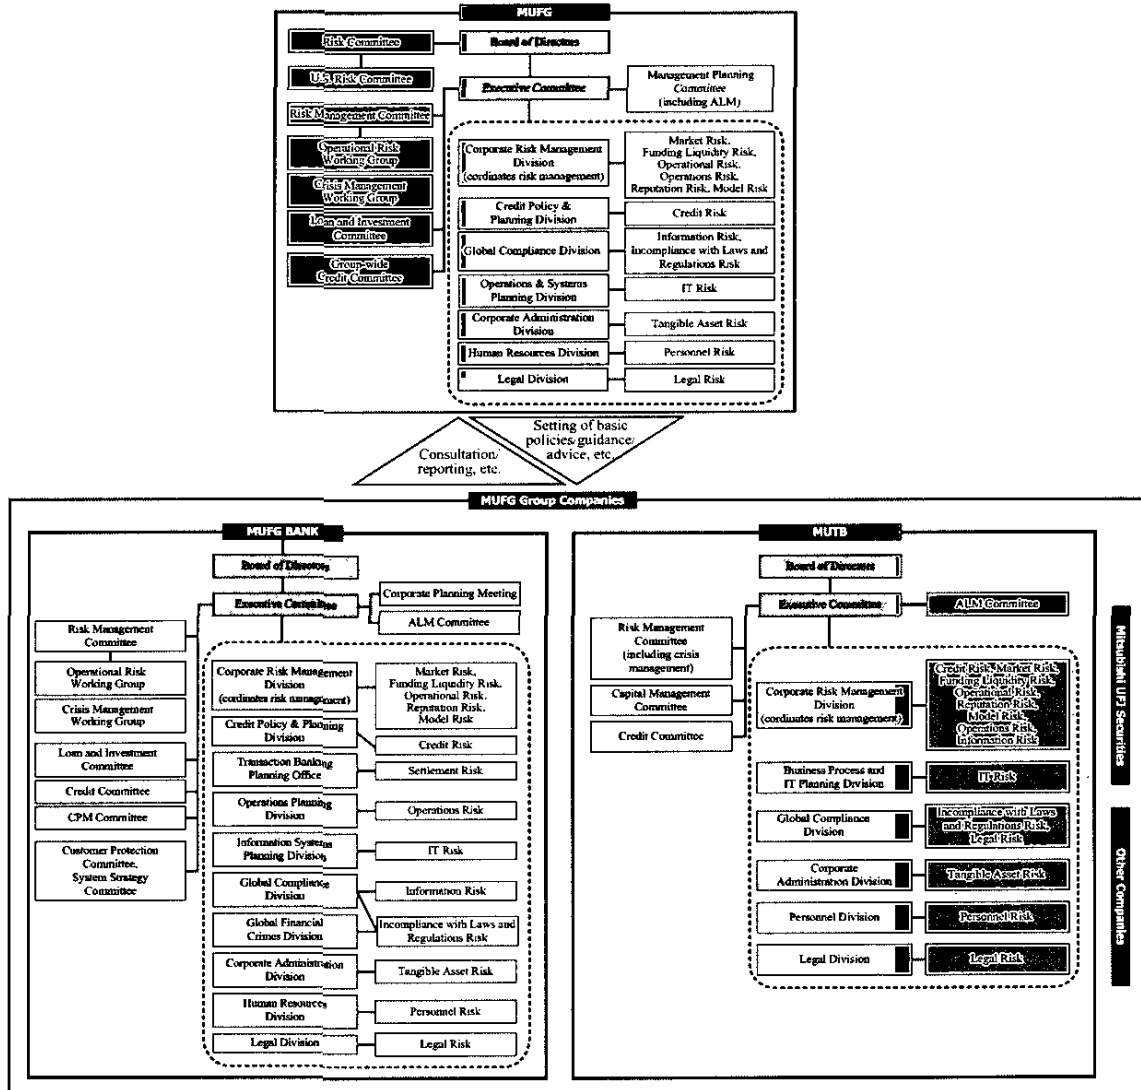 MUFG
Risk Committee
Board of Directors
U.S. Risk Committee
Executive Committee
Management Planning
Committee
(including ALM)
Risk Management Committee
Operational Risk
Working Group
Crisis Management
Working Group
Loan and Investment
Committee
Group-wide
Credit Committee
Corporate Risk Management
Division
(cordinates risk management)
Market Risk,
Funding Liquidity Risk,
Operational Risk,
Operations Risk,
Reputation Risk, Model Risk
Credit Policy &
Planning Division
Credit Risk
Global Compliance Division
Information Risk,
Incompliance with Laws and
Regulations Risk
Operations & Systems
Planning Division
IT Risk
Corporate Administration
Division
Tangible Asset Risk
Human Resources Division
Personnel Risk
Legal Division
Legal Risk
Consultation/
reporting, etc.
Setting of basic
policies/guidance/
advice, etc.
MUFG Group Companies
MUFG BANK
Board of Directors
Executive Committee
Corporate Planning Meeting
ALM Committee
Risk Management
Committee
Operational Risk
Working Group
Crisis Management
Working Group
Loan and Investment
Committee
Credit Committee
CPM Committee
Customer Protection
Committee,
System Strategy
Committee
Corporate Risk Management
Division
(cordinates risk management)
Market Risk,
Funding Liquidity Risk,
Operational Risk,
Reputation Risk,
Model Risk
Credit Policy & Planning
Division
Credit Risk
Transaction Banking
Planning Office
Settlement Risk
Operations Planning
Division
Operations Risk
Information Systems
Planning Division
IT Risk
Global Compliance
Division
Information Risk
Global Financial
Crimes Division
Incompliance with Laws and
Regulations Risk
Corporate Administration
Division
Tangible Asset Risk
Human Resources
Division
Personnel Risk
Legal Division
Legal Risk
MUTB
Board of Directors
Executive Committee
ALM Committee
Risk Management
Committee
(including crisis
management)
Capital Management
Committee
Credit Committee
Corporate Risk Management
Division
(cordinates risk management)
Credit Risk, Market Risk,
Funding Liquidity Risk,
Operational Risk,
Reputation Risk,
Model Risk,
Operations Risk,
Information Risk
Business Process and
IT Planning Division
IT Risk
Global Compliance
Division
Incompliance with Laws
and Regulations Risk,
Legal Risk
Corporate
Administration Division
Tangible Asset Risk
Personnel Division
Personnel Risk
Legal Division
Legal Risk
Mitsubishi UFJ Securities
Other Companies